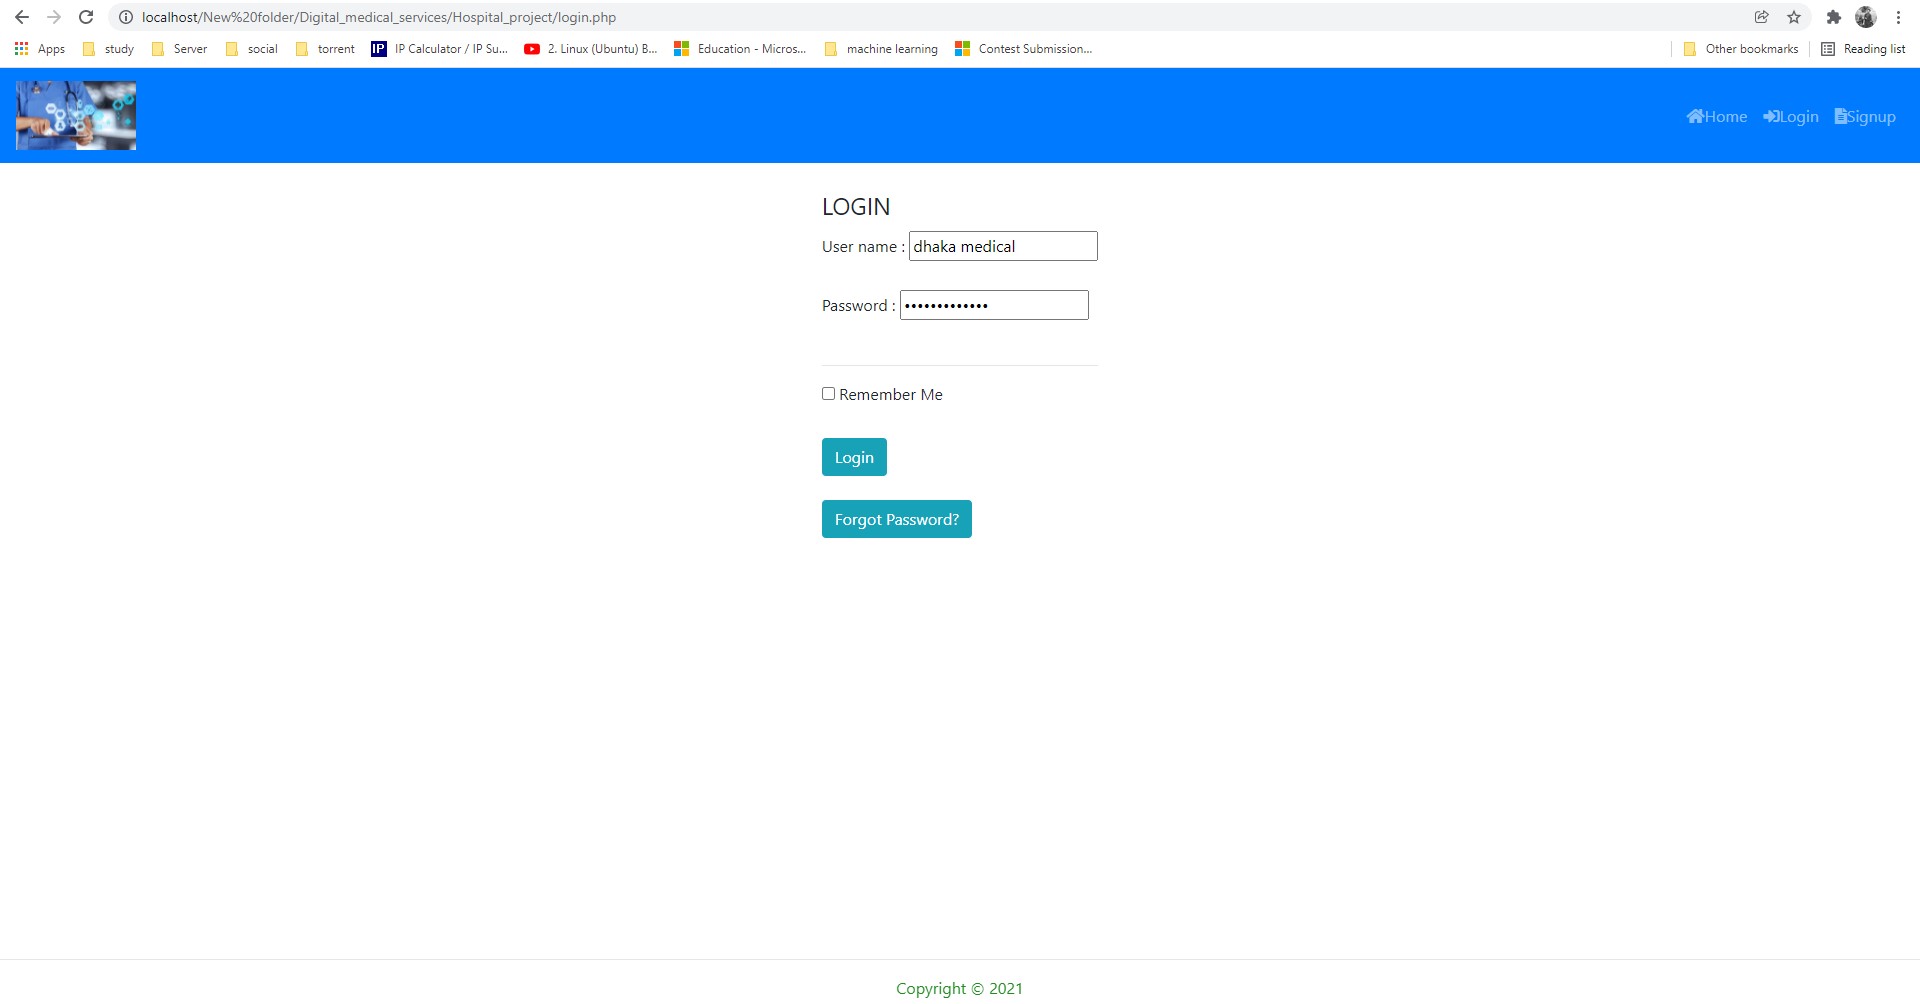 localhost/New%20folder/Digital_medical_services/Hospital_project/login.php
Apps study Server social torrent IP IP Calculator / IP Su... 2. Linux (Ubuntu) B... Education - Micros... machine learning Contest Submission... Other bookmarks Reading list
Home Login Signup
LOGIN
User name : dhaka medical
Password : •••••••••••••
Remember Me
Login
Forgot Password?
Copyright © 2021